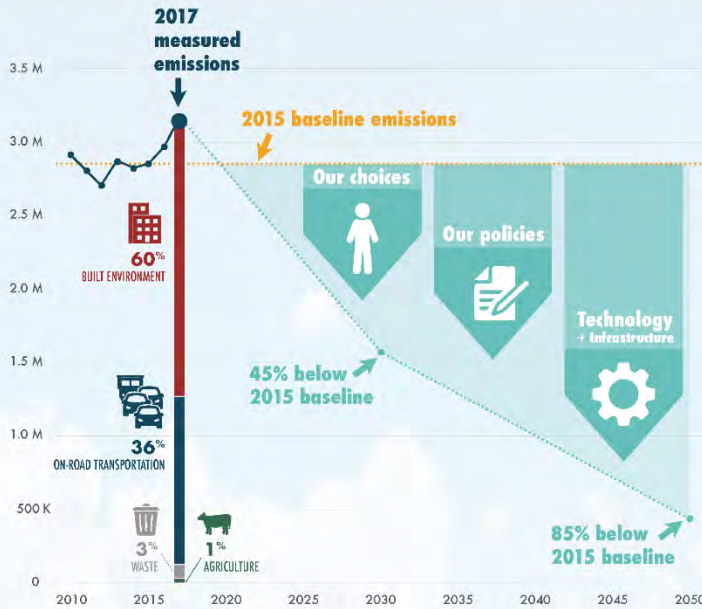 2017
measured
emissions
3.5 M
2015 baseline emissions
3.0 M
Our choices
2.5 M
Our policies
60%
BUILT ENVIRONMENT
2.0 M
Technology
+ Infrastructure
1.5 M
45% below
2015 baseline
1.0 M
36%
ON-ROAD TRANSPORTATION
500 K
3%
WASTE
1%
AGRICULTURE
85% below
2015 baseline
0
2010 2015 2020 2025 2030 2035 2040 2045 2050